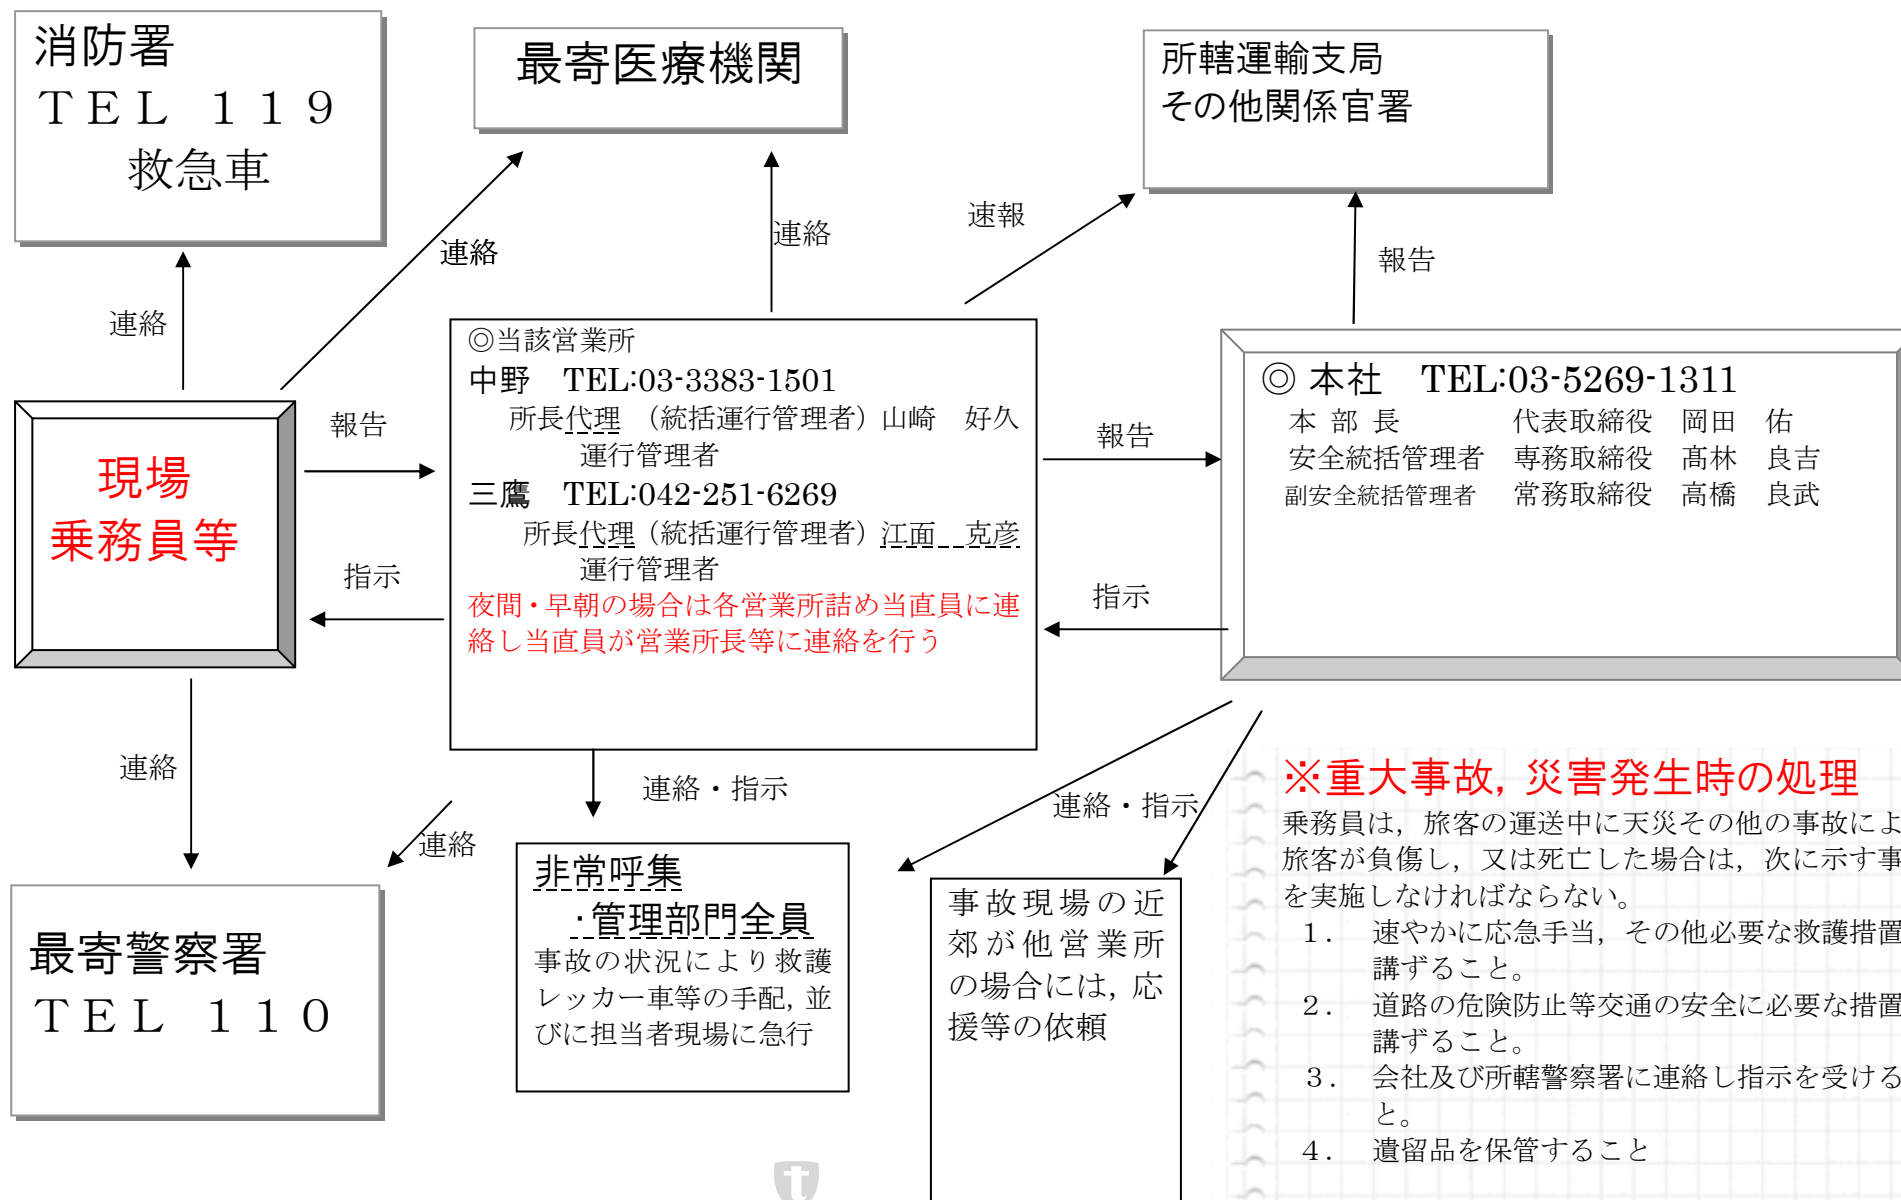 消防署
ＴＥＬ １１９
救急車
最寄医療機関
所轄運輸支局
その他関係官署
連絡
連絡
連絡
速報
報告
◎当該営業所
中野　TEL:03-3383-1501
所長代理　（統括運行管理者）山崎　好久
運行管理者
三鷹　TEL:042-251-6269
所長代理（統括運行管理者）江面　克彦
運行管理者
夜間・早朝の場合は各営業所詰め当直員に連
絡し当直員が営業所長等に連絡を行う
◎ 本社　TEL:03-5269-1311
本 部 長　代表取締役　岡田　佑
安全統括管理者　専務取締役　髙林　良吉
副安全統括管理者　常務取締役　高橋　良武
現場
乗務員等
報告
指示
報告
指示
連絡
連絡・指示
連絡
連絡・指示
最寄警察署
ＴＥＬ １１０
非常呼集
・管理部門全員
事故の状況により救護
レッカー車等の手配，並
びに担当者現場に急行
事故現場の近
郊が他営業所
の場合には，応
援等の依頼
※重大事故，災害発生時の処理
乗務員は，旅客の運送中に天災その他の事故によ
旅客が負傷し，又は死亡した場合は，次に示す事
を実施しなければならない。
１．　速やかに応急手当，その他必要な救護措置
講ずること。
２．　道路の危険防止等交通の安全に必要な措置
講ずること。
３．　会社及び所轄警察署に連絡し指示を受ける
と。
４．　遺留品を保管すること
t